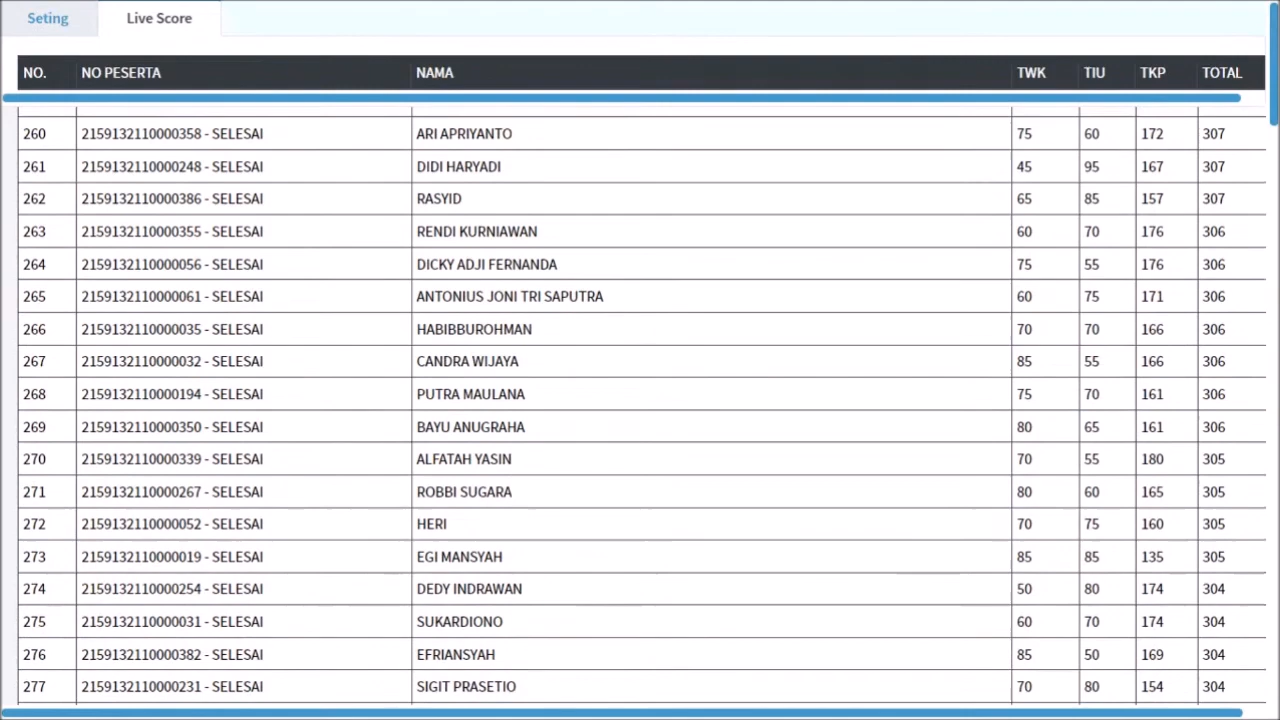 Seting Live Score
NO. NO PESERTA NAMA TWK TIU TKP TOTAL
260 2159132110000358 - SELESAI ARI APRIYANTO 75 60 172 307
261 2159132110000248 - SELESAI DIDI HARYADI 45 95 167 307
262 2159132110000386 - SELESAI RASYID 65 85 157 307
263 2159132110000355 - SELESAI RENDI KURNIAWAN 60 70 176 306
264 2159132110000056 - SELESAI DICKY ADJI FERNANDA 75 55 176 306
265 2159132110000061 - SELESAI ANTONIUS JONI TRI SAPUTRA 60 75 171 306
266 2159132110000035 - SELESAI HABIBBUROHMAN 70 70 166 306
267 2159132110000032 - SELESAI CANDRA WIJAYA 85 55 166 306
268 2159132110000194 - SELESAI PUTRA MAULANA 75 70 161 306
269 2159132110000350 - SELESAI BAYU ANUGRAHA 80 65 161 306
270 2159132110000339 - SELESAI ALFATAH YASIN 70 55 180 305
271 2159132110000267 - SELESAI ROBBI SUGARA 80 60 165 305
272 2159132110000052 - SELESAI HERI 70 75 160 305
273 2159132110000019 - SELESAI EGI MANSYAH 85 85 135 305
274 2159132110000254 - SELESAI DEDY INDRAWAN 50 80 174 304
275 2159132110000031 - SELESAI SUKARDIONO 60 70 174 304
276 2159132110000382 - SELESAI EFRIANSYAH 85 50 169 304
277 2159132110000231 - SELESAI SIGIT PRASETIO 70 80 154 304